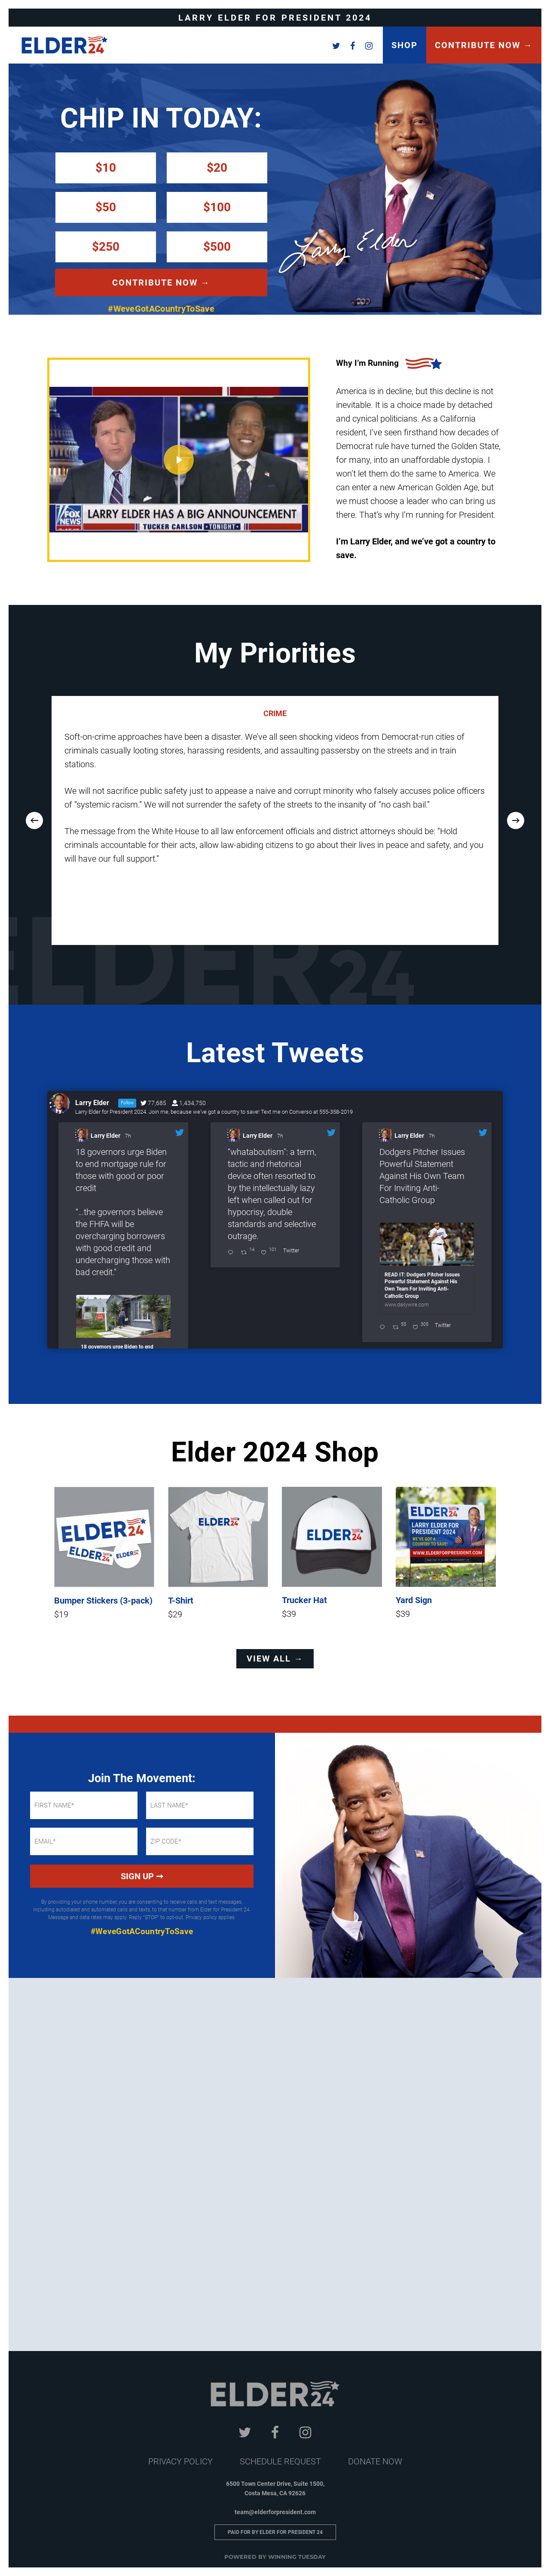 LARRY ELDER FOR PRESIDENT 2024
ELDER24
SHOP
CONTRIBUTE NOW →
CHIP IN TODAY:
$10
$20
$50
$100
$250
$500
CONTRIBUTE NOW →
#WeveGotACountryToSave
Larry Elder
FOX
NEWS
LARRY ELDER HAS A BIG ANNOUNCEMENT
TUCKER CARLSON TONIGHT
Why I'm Running
America is in decline, but this decline is not
inevitable. It is a choice made by detached
and cynical politicians. As a California
resident, I've seen firsthand how decades of
Democrat rule have turned the Golden State,
for many, into an unaffordable dystopia. I
won't let them do the same to America. We
can enter a new American Golden Age, but
we must choose a leader who can bring us
there. That's why I'm running for President.
I'm Larry Elder, and we've got a country to
save.
My Priorities
CRIME
Soft-on-crime approaches have been a disaster. We've all seen shocking videos from Democrat-run cities of
criminals casually looting stores, harassing residents, and assaulting passersby on the streets and in train
stations.
We will not sacrifice public safety just to appease a naive and corrupt minority who falsely accuses police officers
of "systemic racism." We will not surrender the safety of the streets to the insanity of "no cash bail."
The message from the White House to all law enforcement officials and district attorneys should be: "Hold
criminals accountable for their acts, allow law-abiding citizens to go about their lives in peace and safety, and you
will have our full support."
ELDER24
Latest Tweets
Larry Elder Follow 77,685 1,434,750
Larry Elder for President 2024. Join me, because we've got a country to save! Text me on Converso at 555-358-2019
Larry Elder 7h
18 governors urge Biden
to end mortgage rule for
those with good or poor
credit
"...the governors believe
the FHFA will be
overcharging borrowers
with good credit and
undercharging those with
bad credit."
18 governors urge Biden to end
Larry Elder 7h
"whataboutism": a term,
tactic and rhetorical
device often resorted to
by the intellectually lazy
left when called out for
hypocrisy, double
standards and selective
outrage.
14 101 Twitter
Larry Elder 7h
Dodgers Pitcher Issues
Powerful Statement
Against His Own Team
For Inviting Anti-
Catholic Group
READ IT: Dodgers Pitcher Issues
Powerful Statement Against His
Own Team For Inviting Anti-
Catholic Group
www.dailywire.com
55 305 Twitter
Elder 2024 Shop
ELDER24
ELDER24
ELDER24
ELDER24
ELDER24
ELDER24
LARRY ELDER FOR
PRESIDENT 2024
WE'VE GOT A
COUNTRY TO SAVE!
WWW.ELDERFORPRESIDENT.COM
Bumper Stickers (3-pack)
$19
T-Shirt
$29
Trucker Hat
$39
Yard Sign
$39
VIEW ALL →
Join The Movement:
FIRST NAME*
LAST NAME*
EMAIL*
ZIP CODE*
SIGN UP →
By providing your phone number, you are consenting to receive calls and text messages,
including autodialed and automated calls and texts, to that number from Elder for President 24.
Message and data rates may apply. Reply "STOP" to opt-out. Privacy policy applies.
#WeveGotACountryToSave
ELDER24
PRIVACY POLICY
SCHEDULE REQUEST
DONATE NOW
6500 Town Center Drive, Suite 1500,
Costa Mesa, CA 92626
team@elderforpresident.com
PAID FOR BY ELDER FOR PRESIDENT 24
POWERED BY WINNING TUESDAY